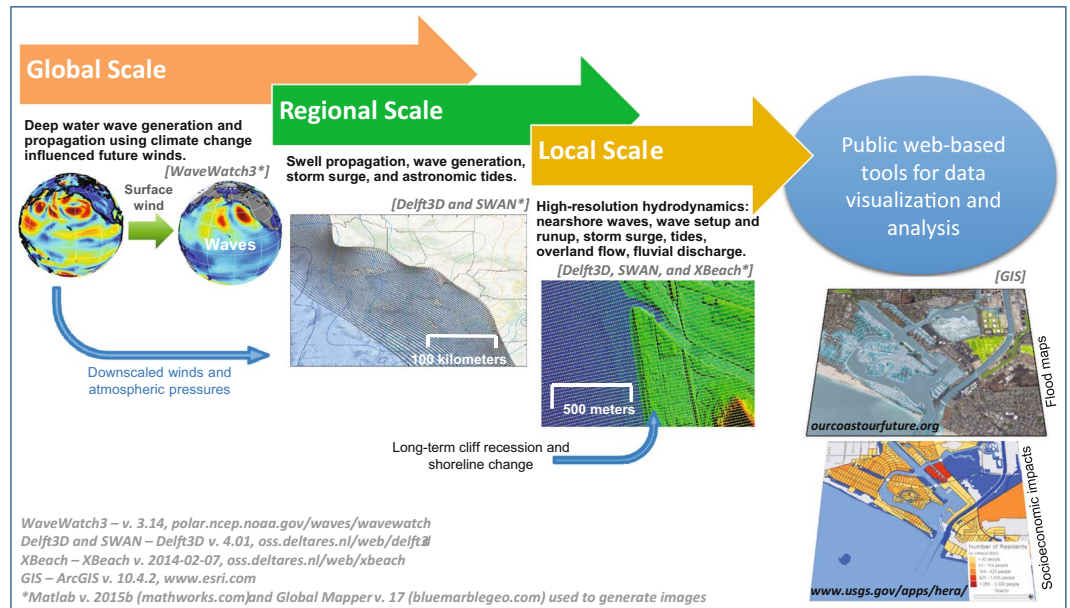 Global Scale
Deep water wave generation and
propagation using climate change
influenced future winds.
[WaveWatch3*]
Surface
wind
Waves
Downscaled winds and
atmospheric pressures
Regional Scale
Swell propagation, wave generation,
storm surge, and astronomic tides.
[Delft3D and SWAN*]
100 kilometers
Local Scale
High-resolution hydrodynamics:
nearshore waves, wave setup and
runup, storm surge, tides,
overland flow, fluvial discharge.
[Delft3D, SWAN, and XBeach*]
500 meters
Long-term cliff recession and
shoreline change
Public web-based
tools for data
visualization and
analysis
[GIS]
Flood maps
ourcoastourfuture.org
Socioeconomic impacts
Number of Residents
www.usgs.gov/apps/hera/
WaveWatch3 – v. 3.14, polar.ncep.noaa.gov/waves/wavewatch
Delft3D and SWAN – Delft3D v. 4.01, oss.deltares.nl/web/delft3d
XBeach – XBeach v. 2014-02-07, oss.deltares.nl/web/xbeach
GIS – ArcGIS v. 10.4.2, www.esri.com
*Matlab v. 2015b (mathworks.com)and Global Mapper v. 17 (bluemarblegeo.com) used to generate images